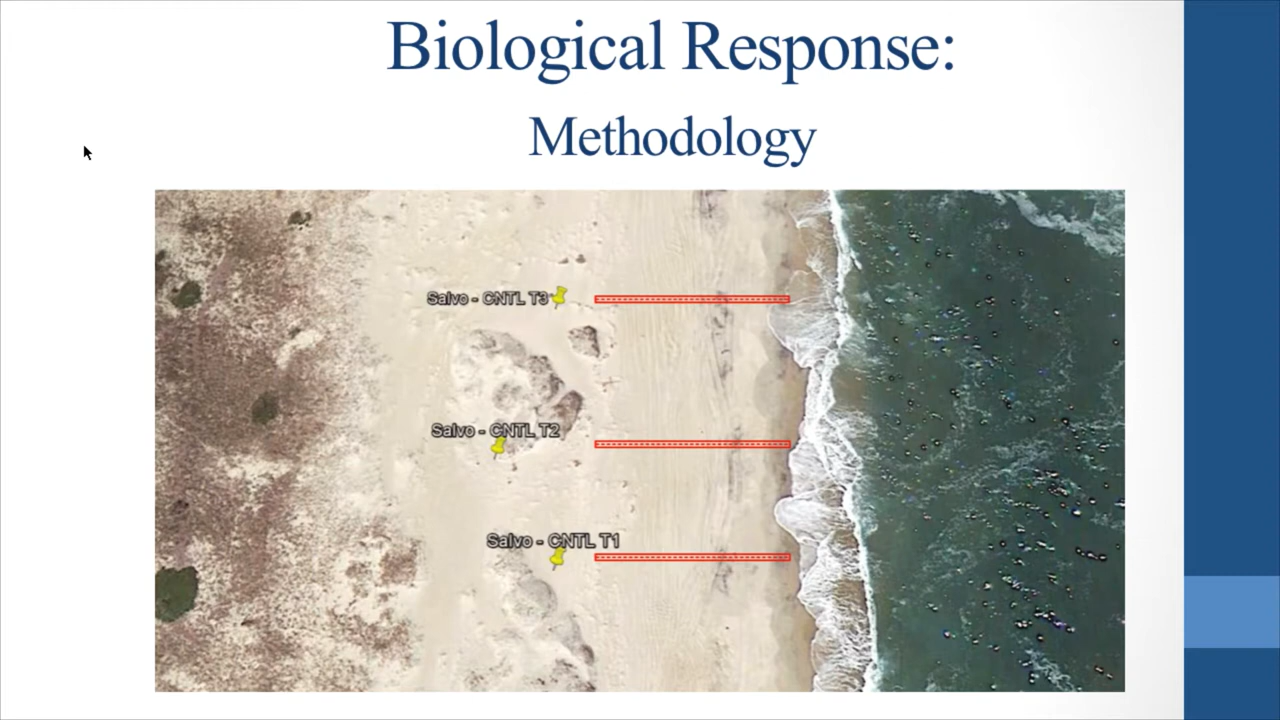 Biological Response:
Methodology
Salvo - CNTL T3
Salvo - CNTL T2
Salvo - CNTL T1